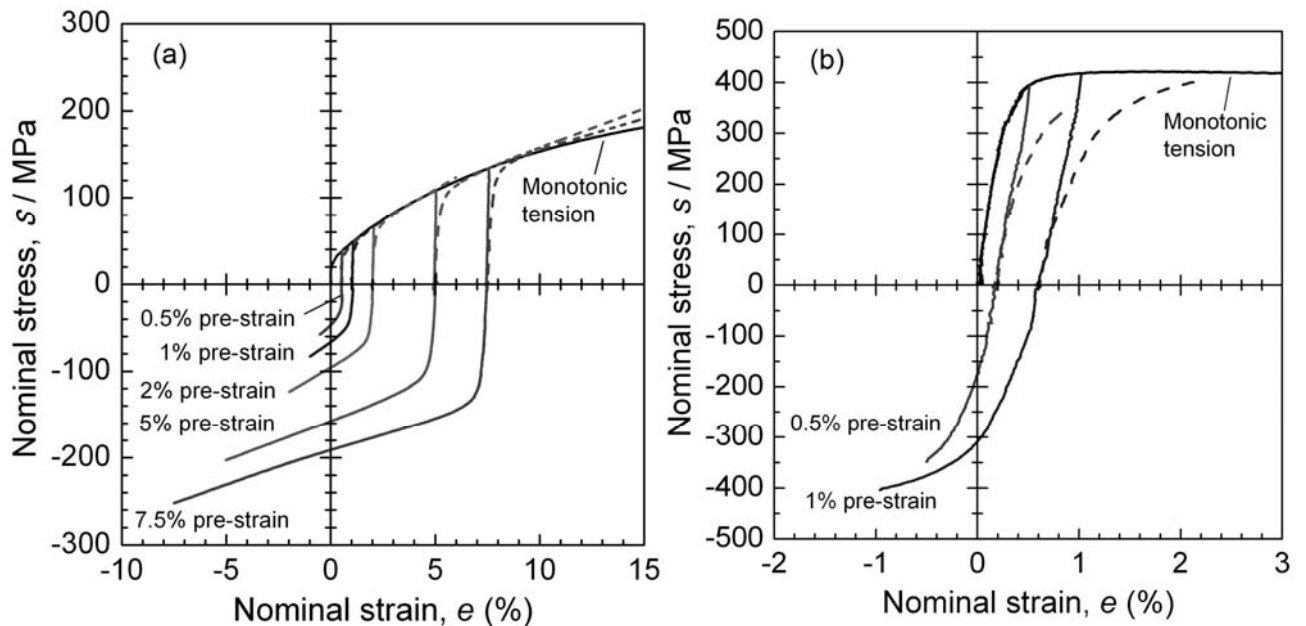 (a)
300
200
100
0
-100
-200
-300
Nominal stress, s / MPa
Monotonic
tension
0.5% pre-strain
1% pre-strain
2% pre-strain
5% pre-strain
7.5% pre-strain
-10
-5
0
5
10
15
Nominal strain, e (%)
(b)
500
400
300
200
100
0
-100
-200
-300
-400
-500
Nominal stress, s / MPa
Monotonic
tension
0.5% pre-strain
1% pre-strain
-2
-1
0
1
2
3
Nominal strain, e (%)